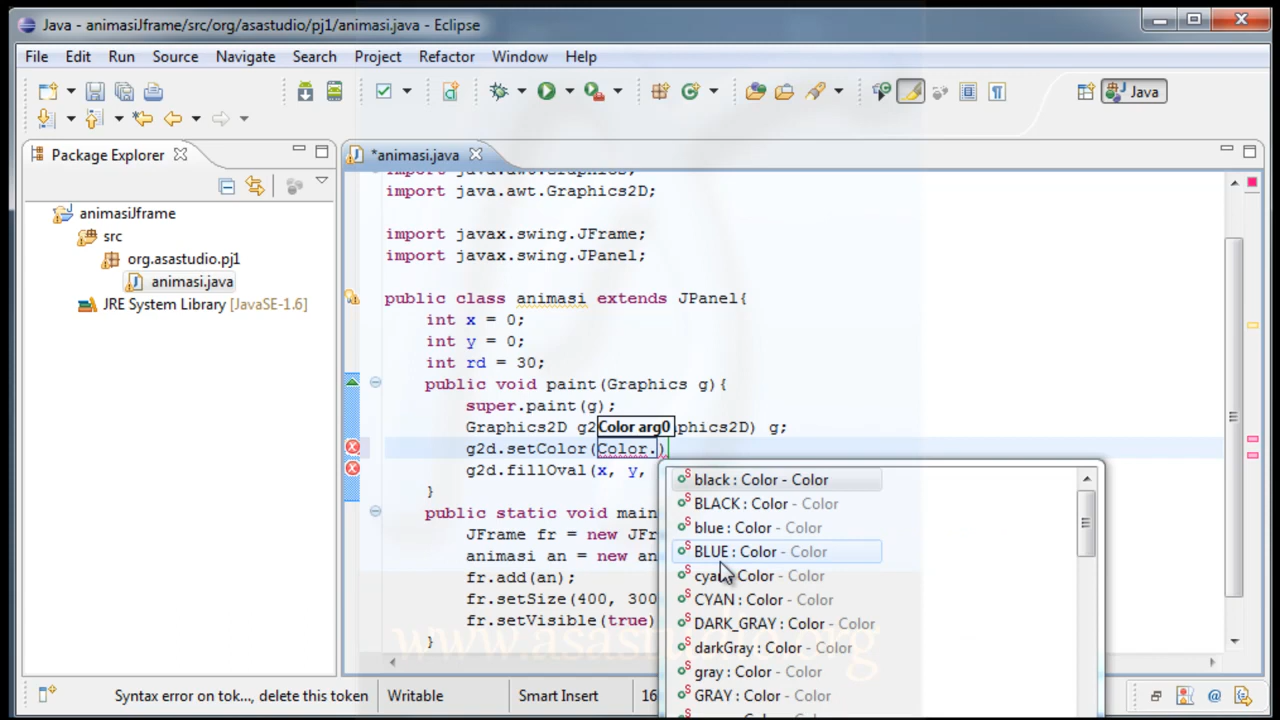 Java - animasiJframe/src/org/asastudio/pj1/animasi.java - Eclipse
File Edit Run Source Navigate Search Project Refactor Window Help
Java
Package Explorer
*animasi.java
animasiJframe
src
org.asastudio.pj1
animasi.java
JRE System Library [JavaSE-1.6]
import java.awt.Graphics;
import java.awt.Graphics2D;
import javax.swing.JFrame;
import javax.swing.JPanel;
public class animasi extends JPanel{
int x = 0;
int y = 0;
int rd = 30;
public void paint(Graphics g){
super.paint(g);
Graphics2D g2 Color arg0 phics2D) g;
g2d.setColor(Color.)
g2d.fillOval(x, y,
}
public static void main
JFrame fr = new JFr
animasi an = new an
fr.add(an);
fr.setSize(400, 300
fr.setVisible(true)
}
black : Color - Color
BLACK : Color - Color
blue : Color - Color
BLUE : Color - Color
cyan : Color - Color
CYAN : Color - Color
DARK_GRAY : Color - Color
darkGray : Color - Color
gray : Color - Color
GRAY : Color - Color
www.asastudio.org
Syntax error on tok..., delete this token Writable Smart Insert 16